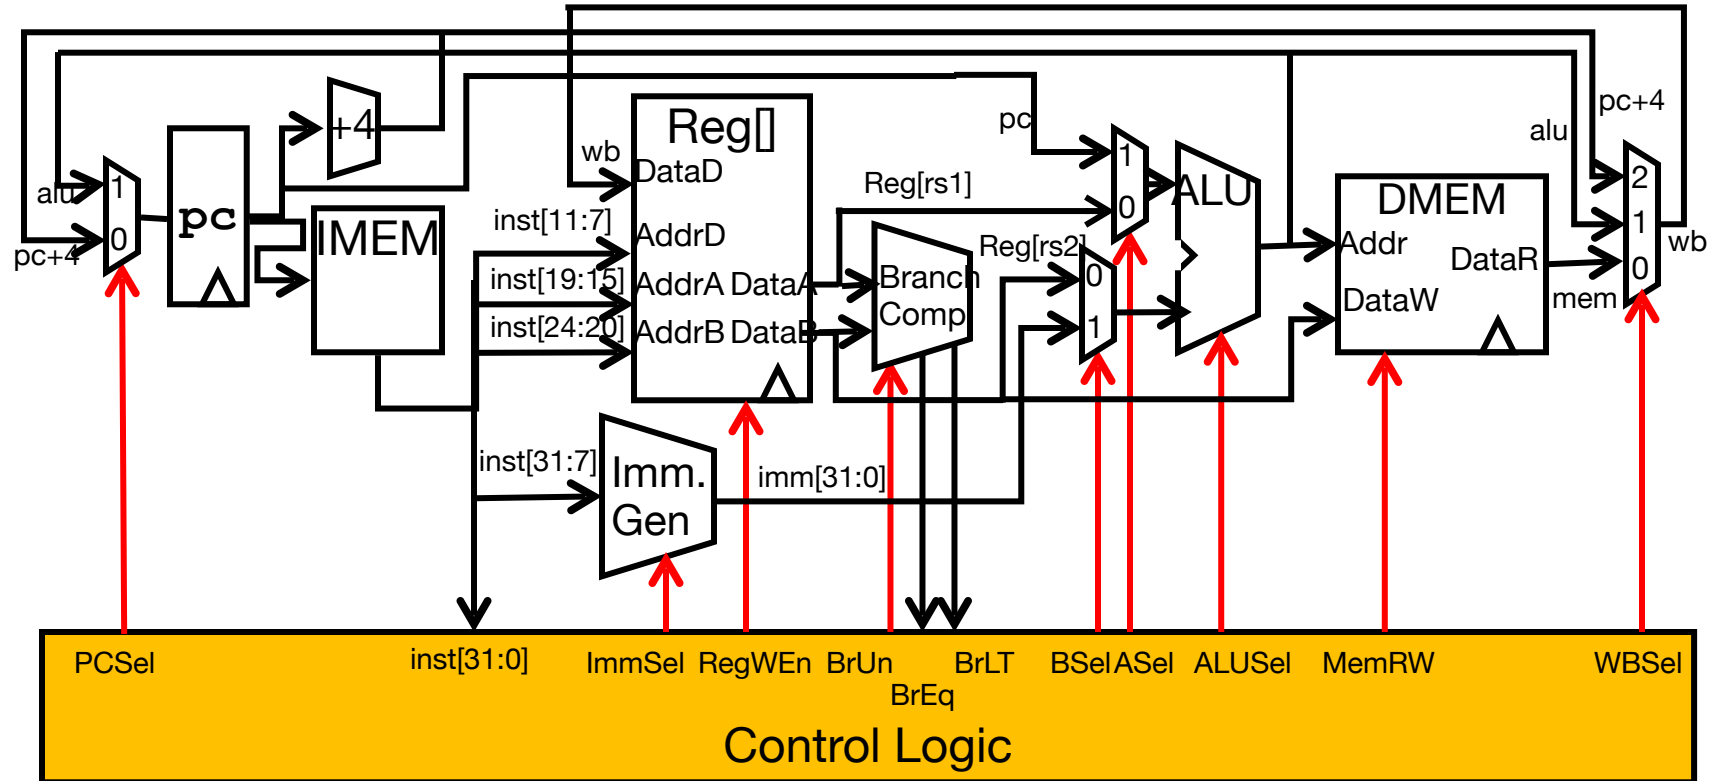 pc+4
alu
+4
Reg[]
pc
1
ALU
2
wb
DataD
Reg[rs1]
DMEM
alu
1
pc
IMEM
inst[11:7]
AddrD
0
1
0
pc+4
inst[19:15]
AddrA DataA
Branch
Comp
Reg[rs2]
0
1
Addr
DataR
DataW
mem
0
wb
inst[24:20]
AddrB DataB
inst[31:7]
Imm.
Gen
imm[31:0]
PCSel
inst[31:0]
ImmSel
RegWEn
BrUn
BrLT
BSel
ASel
ALUSel
MemRW
WBSel
BrEq
Control Logic